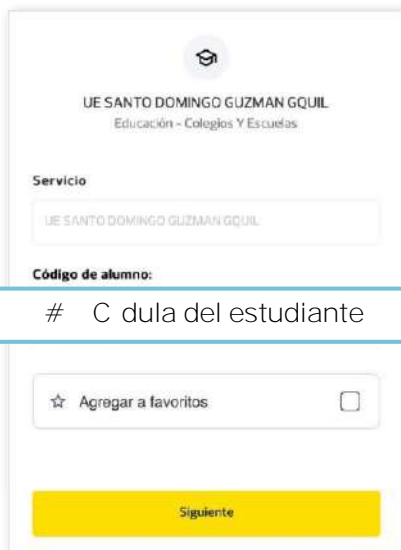 UE SANTO DOMINGO GUZMAN GQUIL
Educación - Colegios Y Escuelas
Servicio
UE SANTO DOMINGO GUZMAN GQUIL
Código de alumno:
# C dula del estudiante
Agregar a favoritos
Siguiente